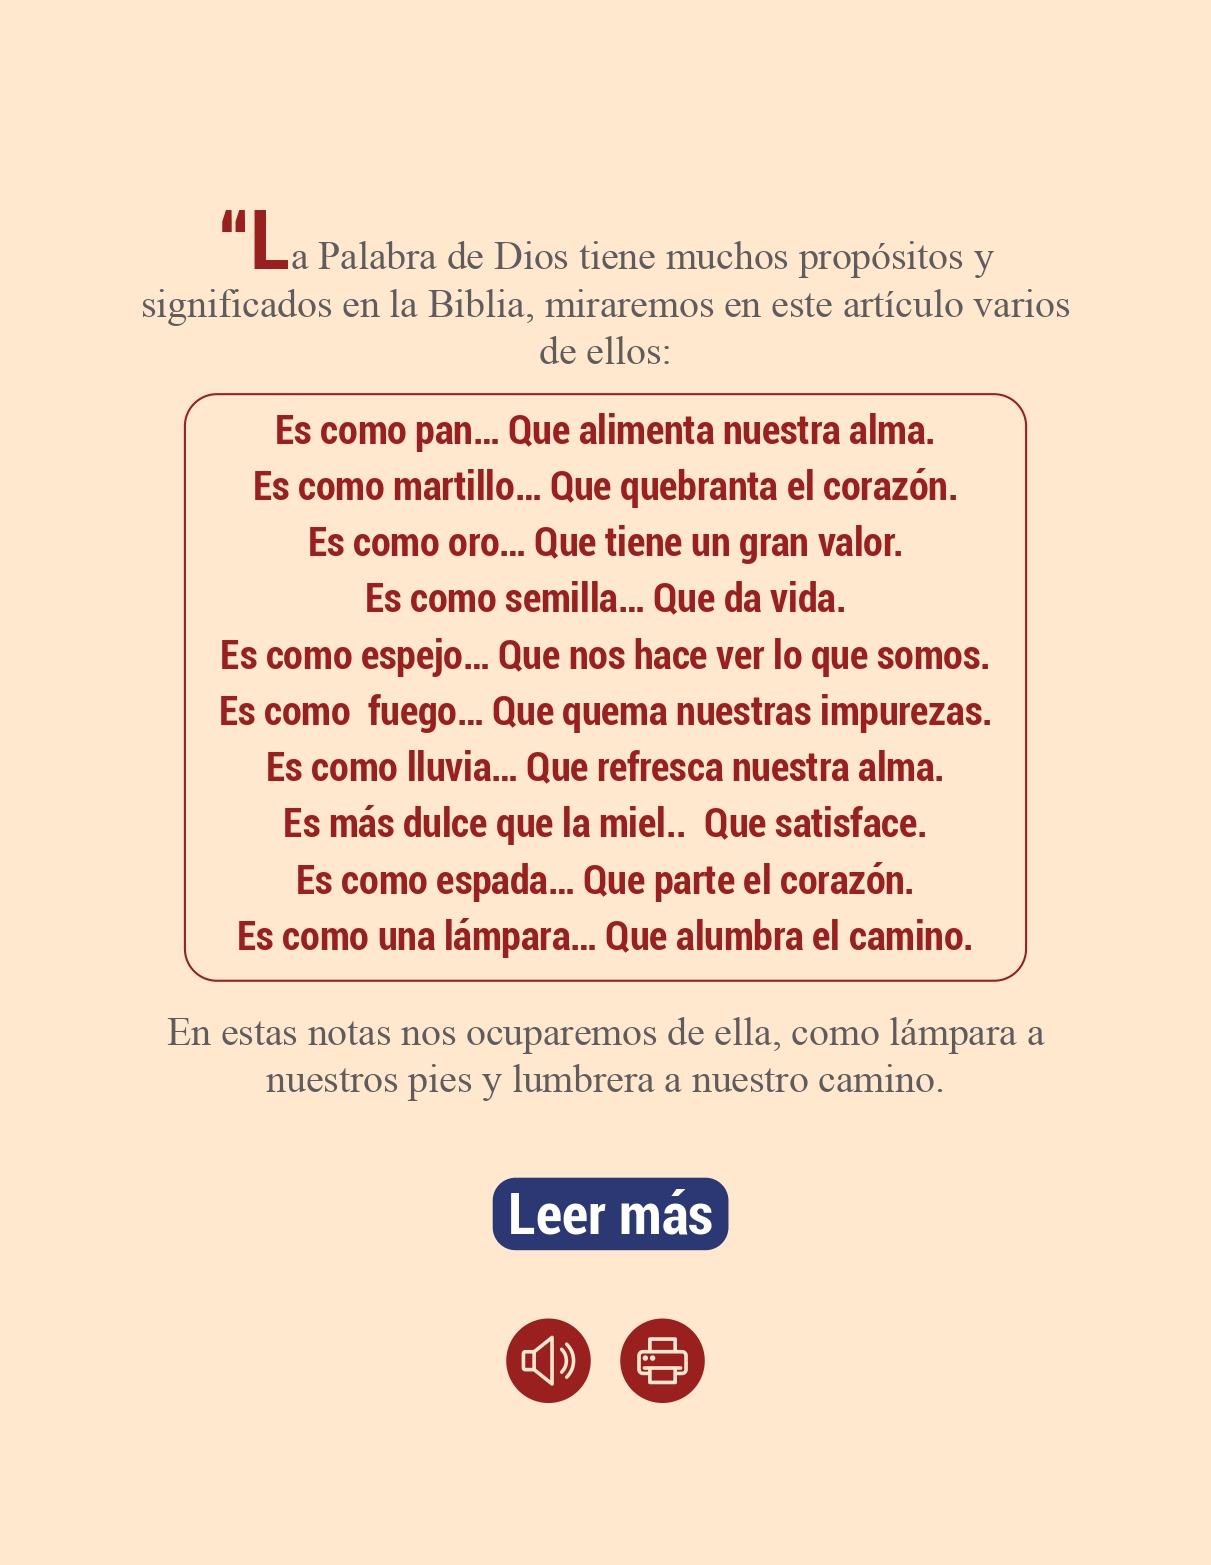 “La Palabra de Dios tiene muchos propósitos y
significados en la Biblia, miraremos en este artículo varios
de ellos:
Es como pan... Que alimenta nuestra alma.
Es como martillo... Que quebranta el corazón.
Es como oro... Que tiene un gran valor.
Es como semilla... Que da vida.
Es como espejo... Que nos hace ver lo que somos.
Es como  fuego... Que quema nuestras impurezas.
Es como lluvia... Que refresca nuestra alma.
Es más dulce que la miel..  Que satisface.
Es como espada... Que parte el corazón.
Es como una lámpara... Que alumbra el camino.
En estas notas nos ocuparemos de ella, como lámpara a
nuestros pies y lumbrera a nuestro camino.
Leer más